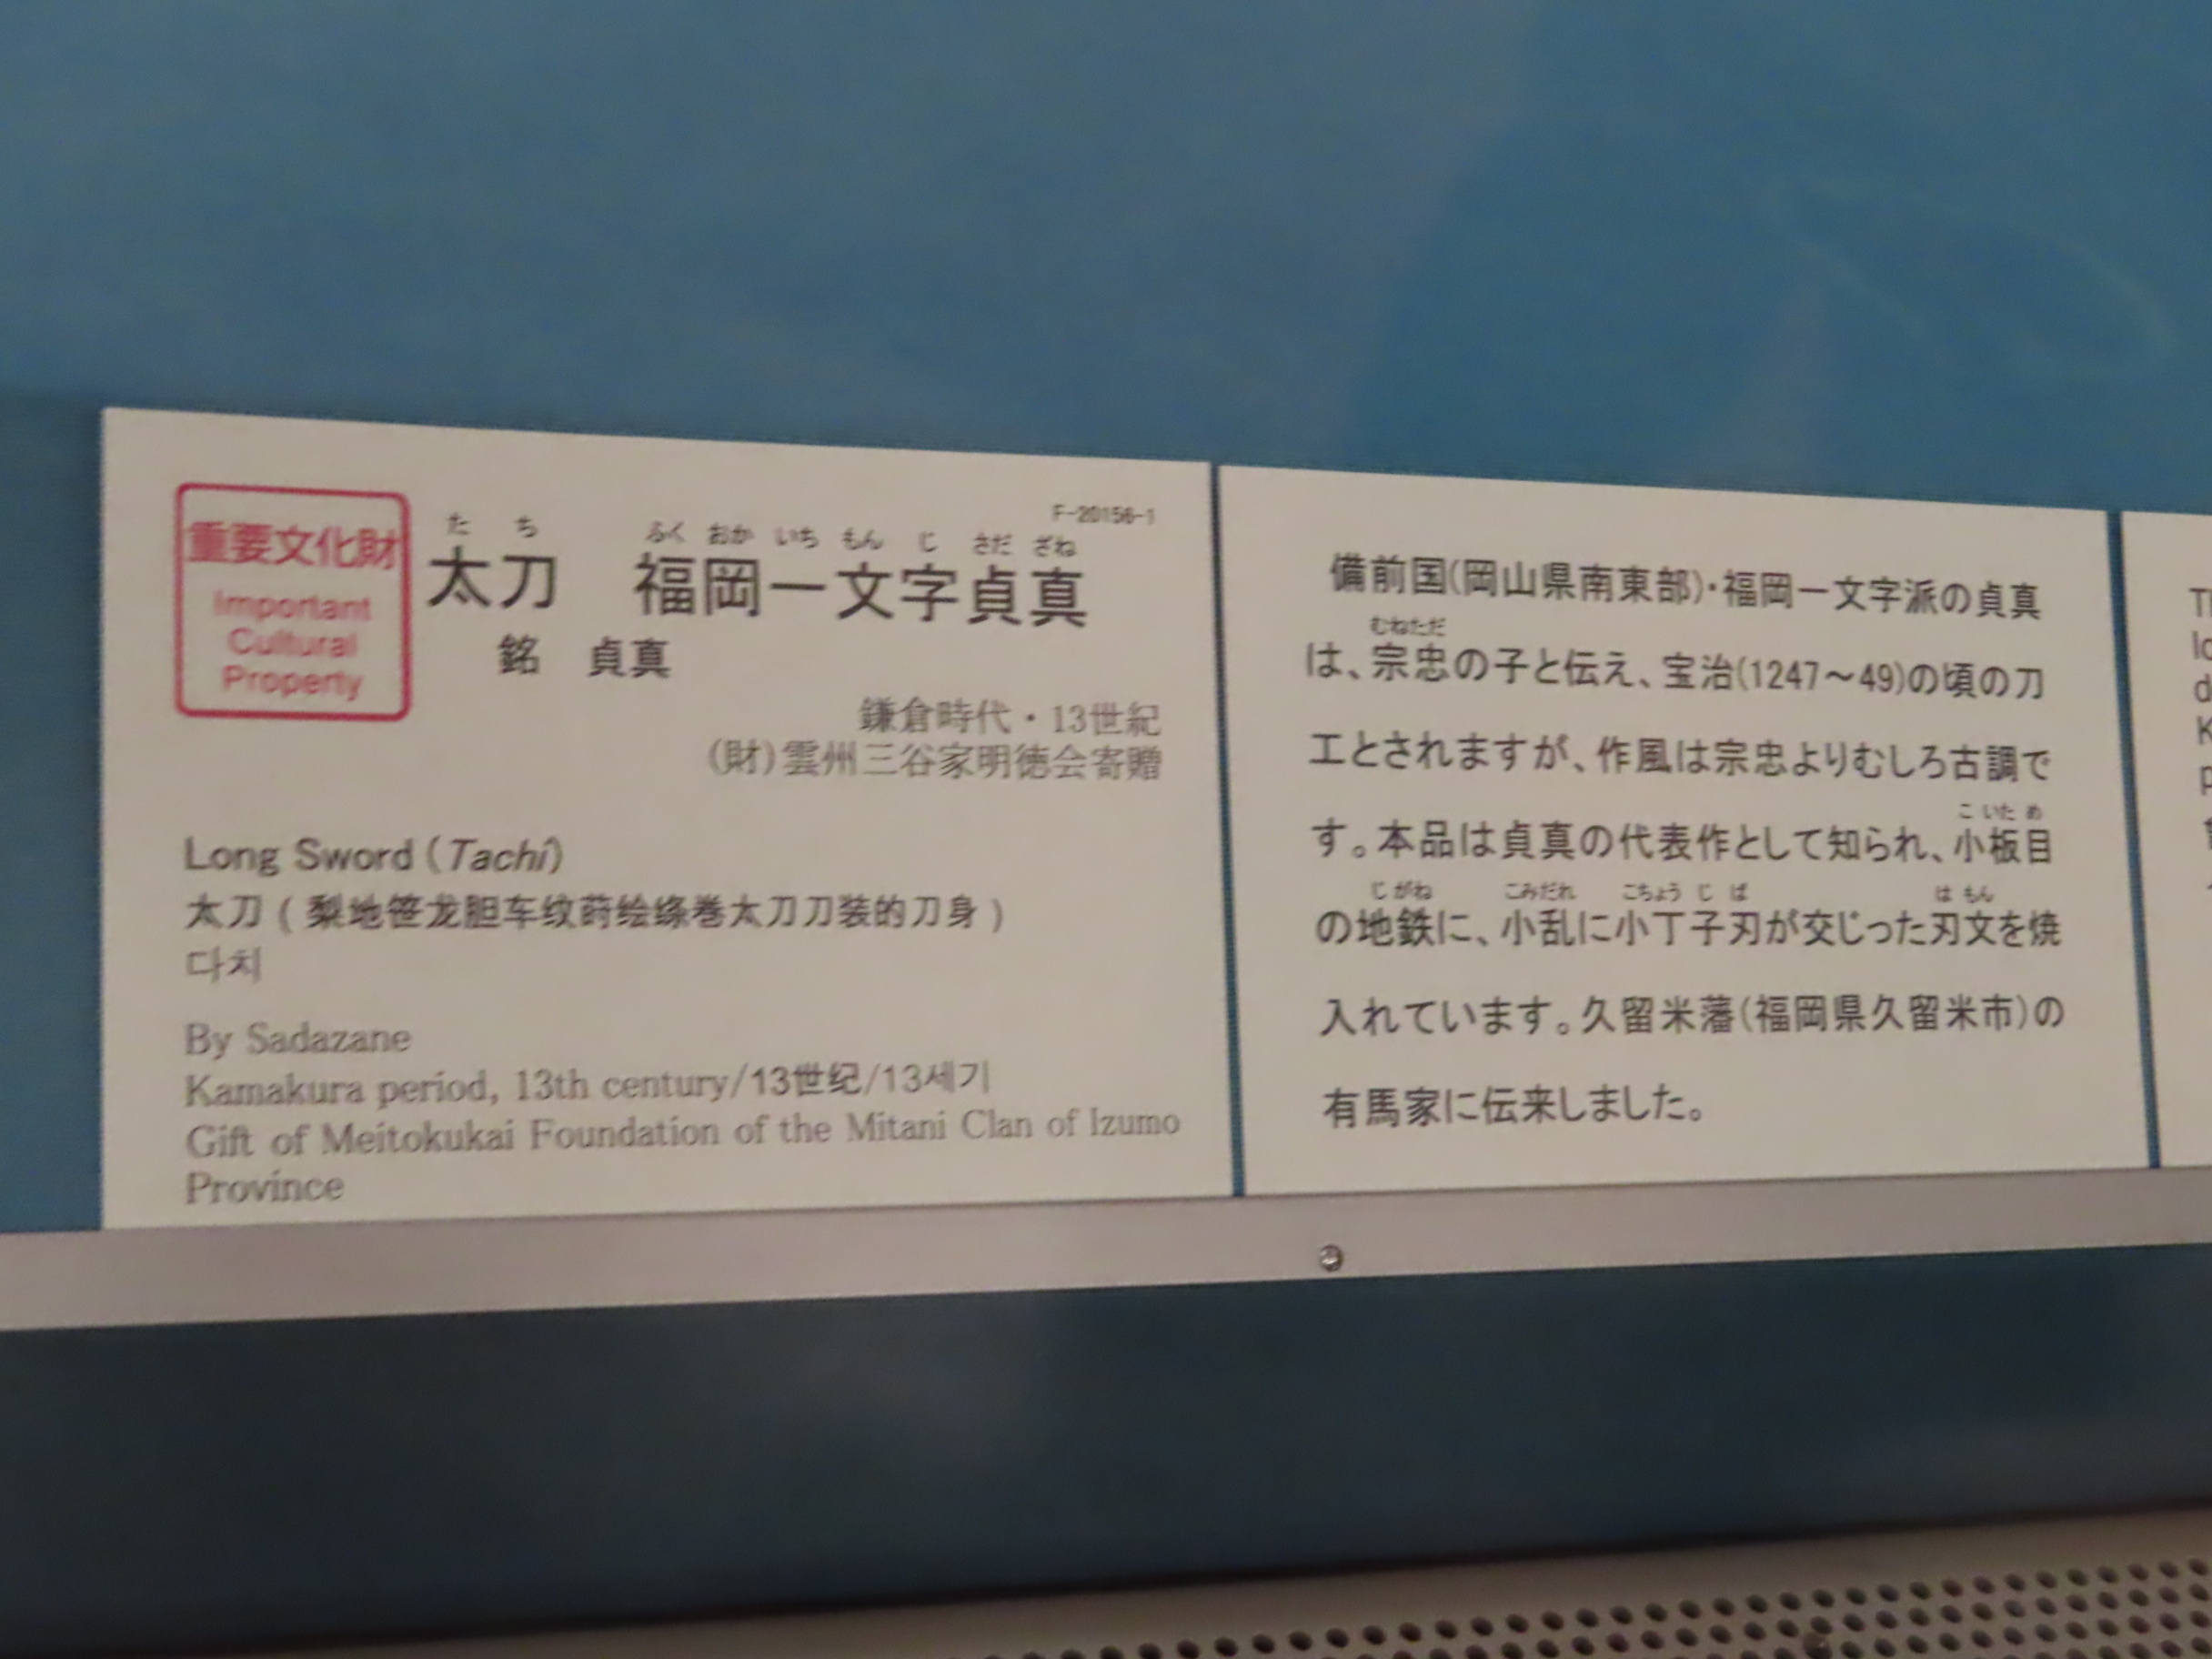 重要文化財
Important
Cultural
Property
F-20156-1
た ち ふく おか いち もん じ さだ ざね
太刀 福岡一文字貞真
銘 貞真
鎌倉時代・13世紀
(財)雲州三谷家明徳会寄贈
Long Sword (Tachi)
太刀(梨地笹龙胆车纹莳绘绦卷太刀刀装的刀身)
다치
By Sadazane
Kamakura period, 13th century/13世纪/13세기
Gift of Meitokukai Foundation of the Mitani Clan of Izumo
Province
備前国(岡山県南東部)・福岡一文字派の貞真
むねただ
は、宗忠の子と伝え、宝治(1247～49)の頃の刀
工とされますが、作風は宗忠よりむしろ古調で
こ いた め
す。本品は貞真の代表作として知られ、小板目
じ がね こみだれ こちょう じ ば は もん
の地鉄に、小乱に小丁子刃が交じった刃文を焼
入れています。久留米藩(福岡県久留米市)の
有馬家に伝来しました。